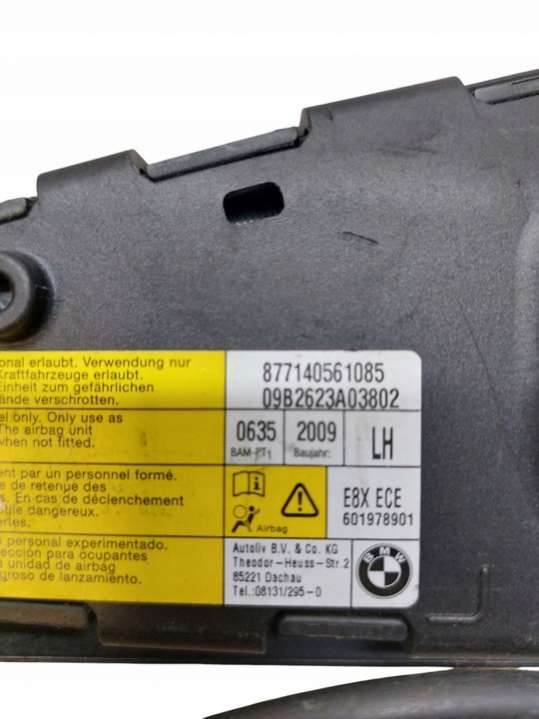 onal erlaubt. Verwendung nur
Kraftfahrzeuge erlaubt.
Einheit zum gefährlichen
ände verschrotten.
el only. Only use as
The airbag unit
when not fitted.
ent par un personnel formé.
e de retenue des
s. En cas de déclenchement
tile dangereux.
ertes.
personal experimentado.
ección para ocupantes
a unidad de airbag
groso de lanzamiento.
877140561085
09B2623A03802
0635
BAM-PT1
2009
Baujahr:
LH
i
!
Airbag
E8X ECE
601978901
Autoliv B.V. & Co. KG
Theodor-Heuss-Str.2
85221 Dachau
Tel.:08131/295-0
BMW